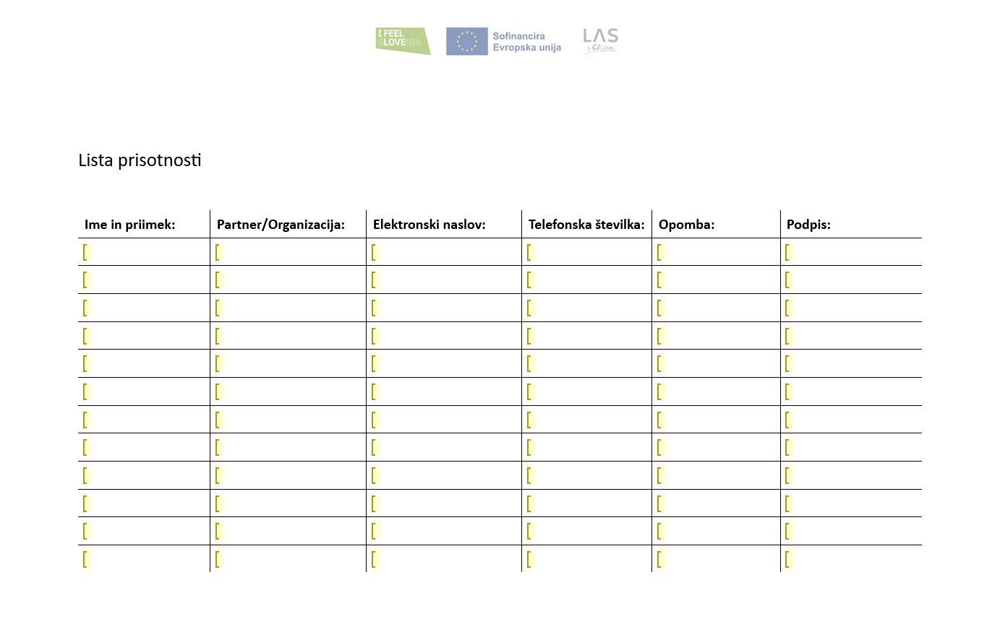 I FEEL
SLOVENIA
Sofinancira
Evropska unija
LAS
s CILjem
Lista prisotnosti
Ime in priimek: Partner/Organizacija: Elektronski naslov: Telefonska številka: Opomba: Podpis: